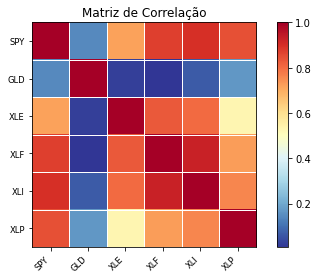 Matriz de Correlação
SPY
GLD
XLE
XLF
XLI
XLP
SPY
GLD
XLE
XLF
XLI
XLP
1.0
0.8
0.6
0.4
0.2